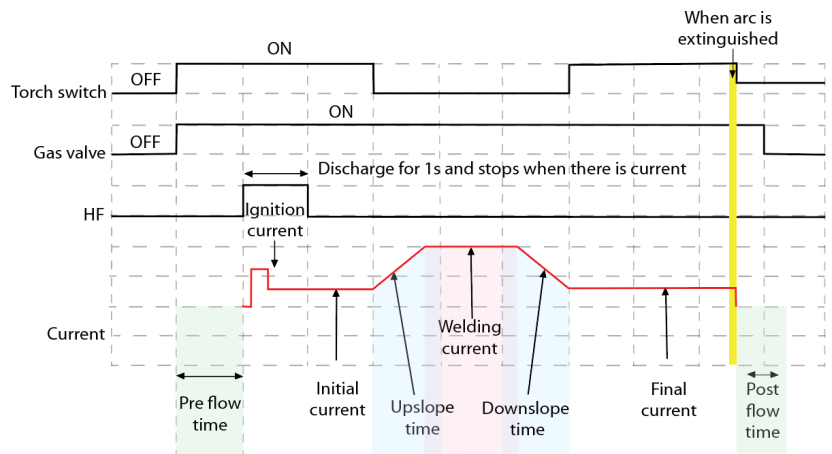 When arc is
extinguished
ON
OFF
Torch switch
ON
OFF
Gas valve
Discharge for 1s and stops when there is current
HF
Ignition
current
Current
Welding
current
Pre flow
time
Initial
current
Upslope
time
Downslope
time
Final
current
Post
flow
time